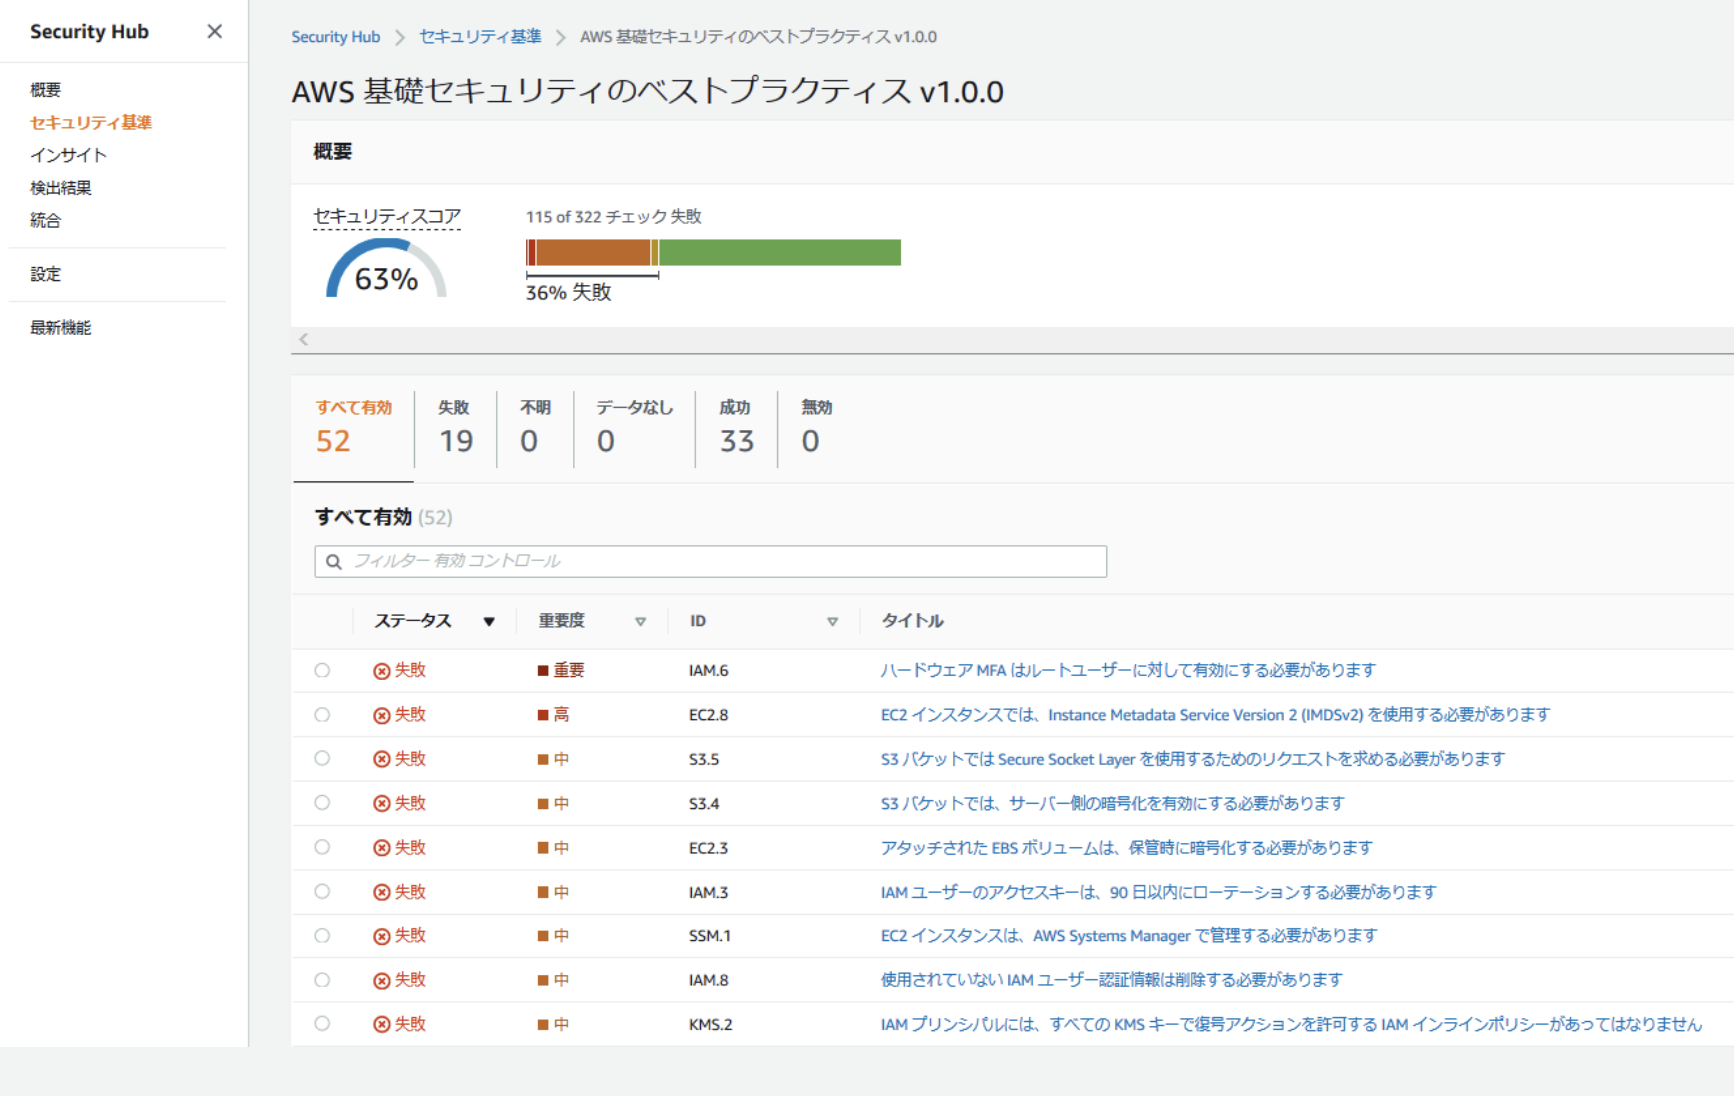 Security Hub
概要
セキュリティ基準
インサイト
検出結果
統合
設定
最新機能
Security Hub > セキュリティ基準 > AWS 基礎セキュリティのベストプラクティス v1.0.0
AWS 基礎セキュリティのベストプラクティス v1.0.0
概要
セキュリティスコア
63%
115 of 322 チェック 失敗
36% 失敗
すべて有効 失敗 不明 データなし 成功 無効
52 19 0 0 33 0
すべて有効 (52)
フィルター 有効 コントロール
ステータス 重要度 ID タイトル
失敗 重要 IAM.6 ハードウェア MFA はルートユーザーに対して有効にする必要があります
失敗 高 EC2.8 EC2 インスタンスでは、Instance Metadata Service Version 2 (IMDSv2) を使用する必要があります
失敗 中 S3.5 S3 バケットでは Secure Socket Layer を使用するためのリクエストを求める必要があります
失敗 中 S3.4 S3 バケットでは、サーバー側の暗号化を有効にする必要があります
失敗 中 EC2.3 アタッチされた EBS ボリュームは、保管時に暗号化する必要があります
失敗 中 IAM.3 IAM ユーザーのアクセスキーは、90 日以内にローテーションする必要があります
失敗 中 SSM.1 EC2 インスタンスは、AWS Systems Manager で管理する必要があります
失敗 中 IAM.8 使用されていない IAM ユーザー認証情報は削除する必要があります
失敗 中 KMS.2 IAM プリンシパルには、すべての KMS キーで復号アクションを許可する IAM インラインポリシーがあってはなりません